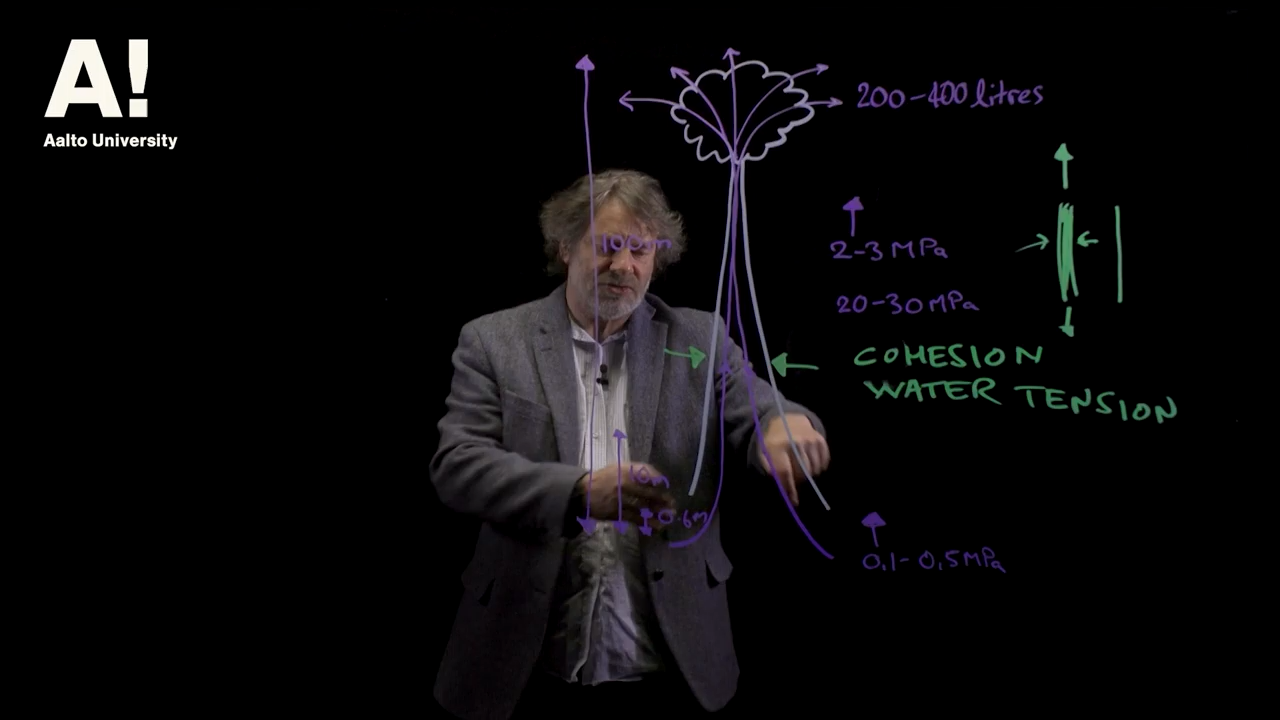 A!
Aalto University
200-400 litres
100m
2-3 MPa
20-30 MPa
COHESION
WATER TENSION
10m
0.6m
0.1-0.5 MPa